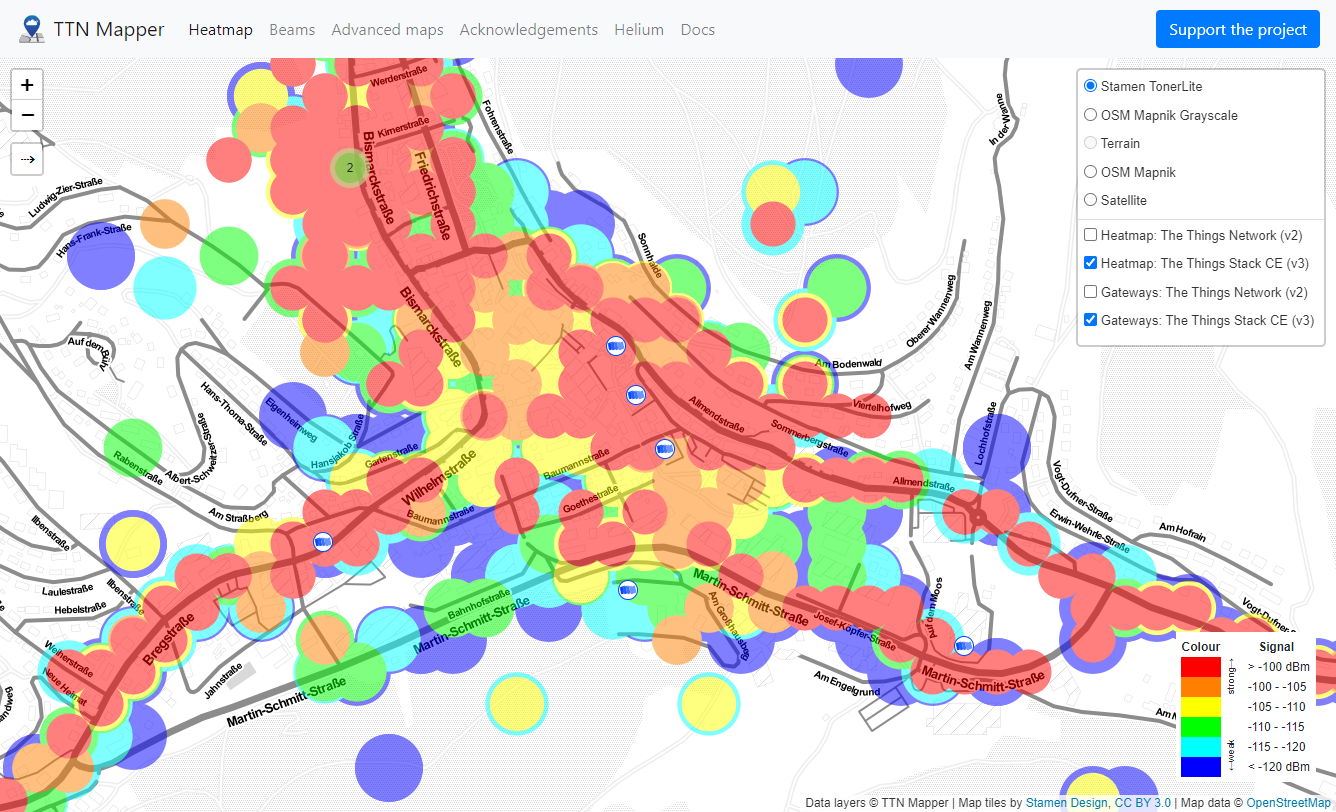 TTN Mapper
Heatmap
Beams
Advanced maps
Acknowledgements
Helium
Docs
Support the project
+
−
Stamen TonerLite
OSM Mapnik Grayscale
Terrain
OSM Mapnik
Satellite
Heatmap: The Things Network (v2)
Heatmap: The Things Stack CE (v3)
Gateways: The Things Network (v2)
Gateways: The Things Stack CE (v3)
Werderstraße
Kirnerstraße
Fohrenstraße
In der Wanne
2
Bismarckstraße
Friedrichstraße
Ludwig-Zier-Straße
Hans-Frank-Straße
Sonnhalde
Bismarckstraße
Oberer Wannenweg
Am Wannenweg
Am Bodenwald
Auf dem Bürv
Hans-Thoma-Straße
Eigenheimweg
Hansjakob Straße
Gartenstraße
Allmendstraße
Viertelhofweg
Sommerbergstraße
Lochhofstraße
Rabenstraße
Albert-Schweitzer-Straße
Wilhelmstraße
Baumannstraße
Baumannstraße
Goethestraße
Allmendstraße
Vogt-Dufner-Straße
Am Straßberg
Ilbenstraße
Erwin-Wehrle-Straße
Am Hofrain
Laulestraße
Hebelstraße
Ilbenstraße
Bregstraße
Weiherstraße
Neue Heimat
Jahnstraße
Bahnhofstraße
Martin-Schmitt-Straße
Martin-Schmitt-Straße
Martin-Schmitt-Straße
Am Großhausberg
Josef-Köpfer-Straße
Auf dem Moos
Am Engelgrund
Martin-Schmitt-Straße
Vogt-Dufner-S
Am N
andweg
Colour Signal
> -100 dBm
-100 - -105
-105 - -110
-110 - -115
-115 - -120
< -120 dBm
strong
weak
Data layers © TTN Mapper | Map tiles by Stamen Design, CC BY 3.0 | Map data © OpenStreetMap